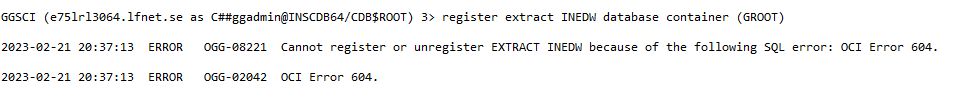 GGSCI (e75lrl3064.lfnet.se as C##ggadmin@INSCDB64/CDB$ROOT) 3> register extract INEDW database container (GROOT)
2023-02-21 20:37:13  ERROR   OGG-08221  Cannot register or unregister EXTRACT INEDW because of the following SQL error: OCI Error 604.
2023-02-21 20:37:13  ERROR   OGG-02042  OCI Error 604.